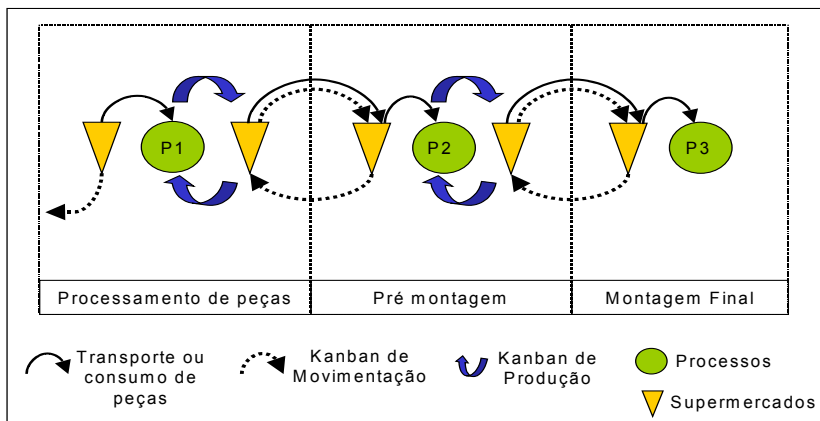 P1
P2
P3
Processamento de peças
Pré montagem
Montagem Final
Transporte ou
consumo de
peças
Kanban de
Movimentação
Kanban de
Produção
Processos
Supermercados